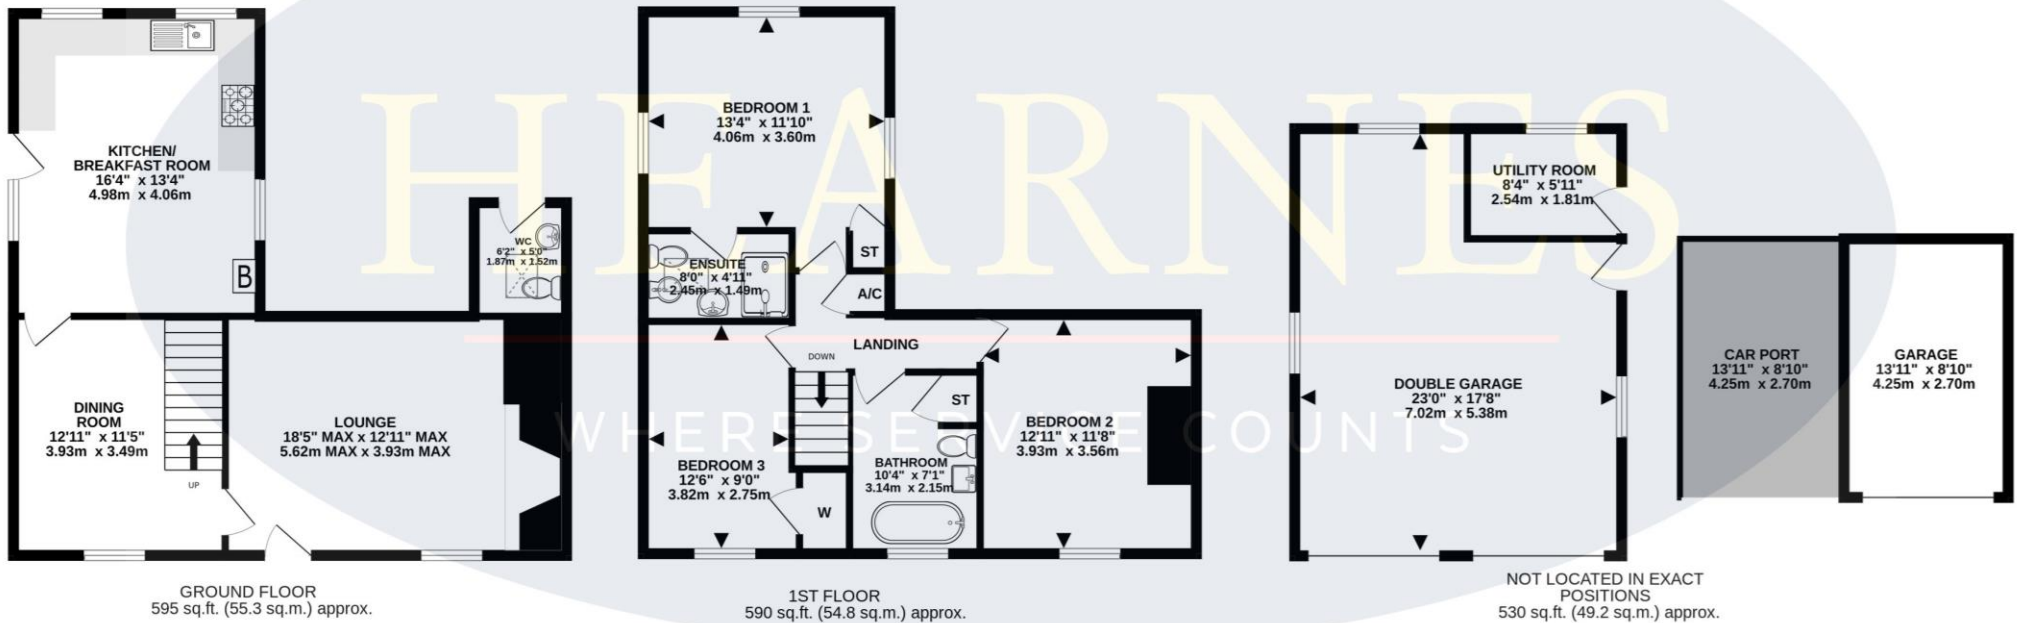 HEARNES
WHERE SERVICE COUNTS
KITCHEN/
BREAKFAST ROOM
16'4" x 13'4"
4.98m x 4.06m
B
WC
6'2" x 5'0"
1.87m x 1.52m
DINING
ROOM
12'11" x 11'5"
3.93m x 3.49m
UP
LOUNGE
18'5" MAX x 12'11" MAX
5.62m MAX x 3.93m MAX
GROUND FLOOR
595 sq.ft. (55.3 sq.m.) approx.
BEDROOM 1
13'4" x 11'10"
4.06m x 3.60m
ENSUITE
8'0" x 4'11"
2.45m x 1.49m
ST
A/C
LANDING
DOWN
ST
BEDROOM 2
12'11" x 11'8"
3.93m x 3.56m
BEDROOM 3
12'6" x 9'0"
3.82m x 2.75m
W
BATHROOM
10'4" x 7'1"
3.14m x 2.15m
1ST FLOOR
590 sq.ft. (54.8 sq.m.) approx.
UTILITY ROOM
8'4" x 5'11"
2.54m x 1.81m
DOUBLE GARAGE
23'0" x 17'8"
7.02m x 5.38m
CAR PORT
13'11" x 8'10"
4.25m x 2.70m
GARAGE
13'11" x 8'10"
4.25m x 2.70m
NOT LOCATED IN EXACT
POSITIONS
530 sq.ft. (49.2 sq.m.) approx.